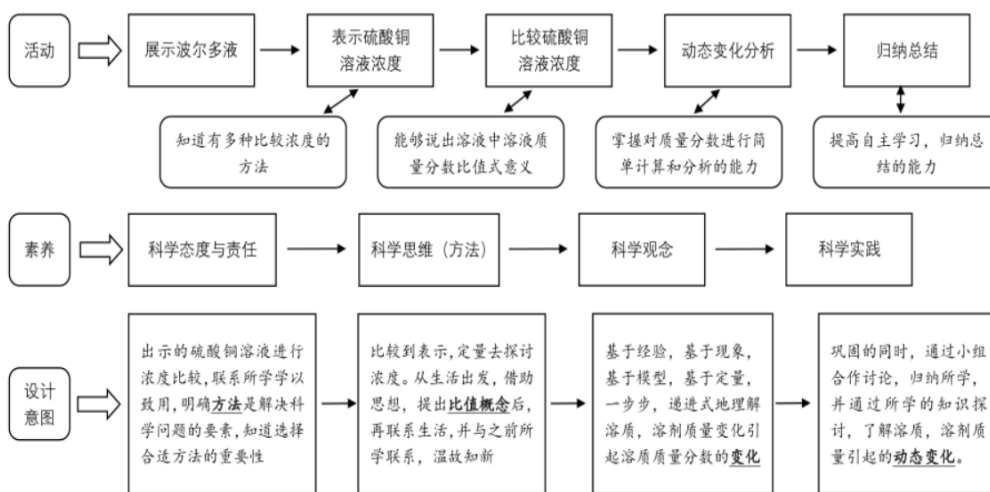 活动
展示波尔多液
表示硫酸铜
溶液浓度
比较硫酸铜
溶液浓度
动态变化分析
归纳总结
知道有多种比较浓度的
方法
能够说出溶液中溶液质
量分数比值式意义
掌握对质量分数进行简
单计算和分析的能力
提高自主学习，归纳总
结的能力
素养
科学态度与责任
科学思维（方法）
科学观念
科学实践
设计
意图
出示的硫酸铜溶液进行
浓度比较，联系所学学以
致用，明确方法是解决科
学问题的要素，知道选择
合适方法的重要性
比较到表示，定量去探讨
浓度。从生活出发，借助
思想，提出比值概念后，
再联系生活，并与之前所
学联系，温故知新
基于经验，基于现象，
基于模型，基于定量，
一步步，递进式地理解
溶质，溶剂质量变化引
起溶质质量分数的变化
巩固的同时，通过小组
合作讨论，归纳所学，
并通过所学的知识探
讨，了解溶质，溶剂质
量引起的动态变化。